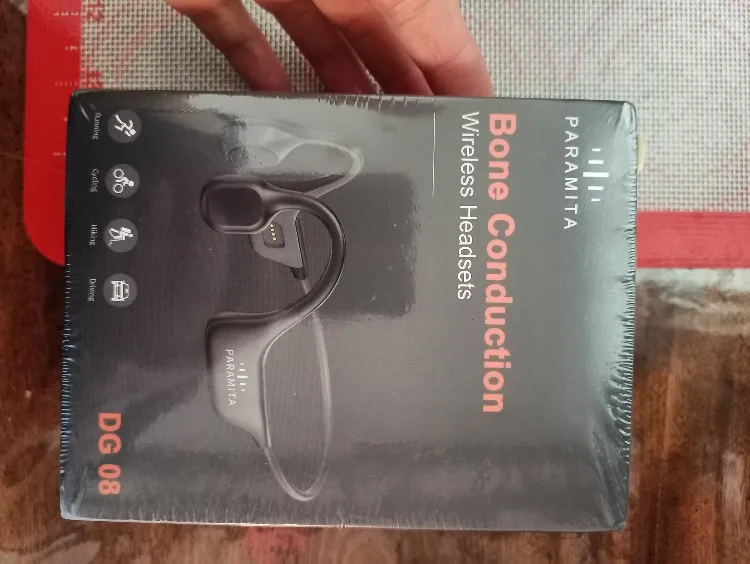 PARAMITA
Bone Conduction
Wireless Headsets
PARAMITA
Running
Cycling
Hiking
Driving
DG 08